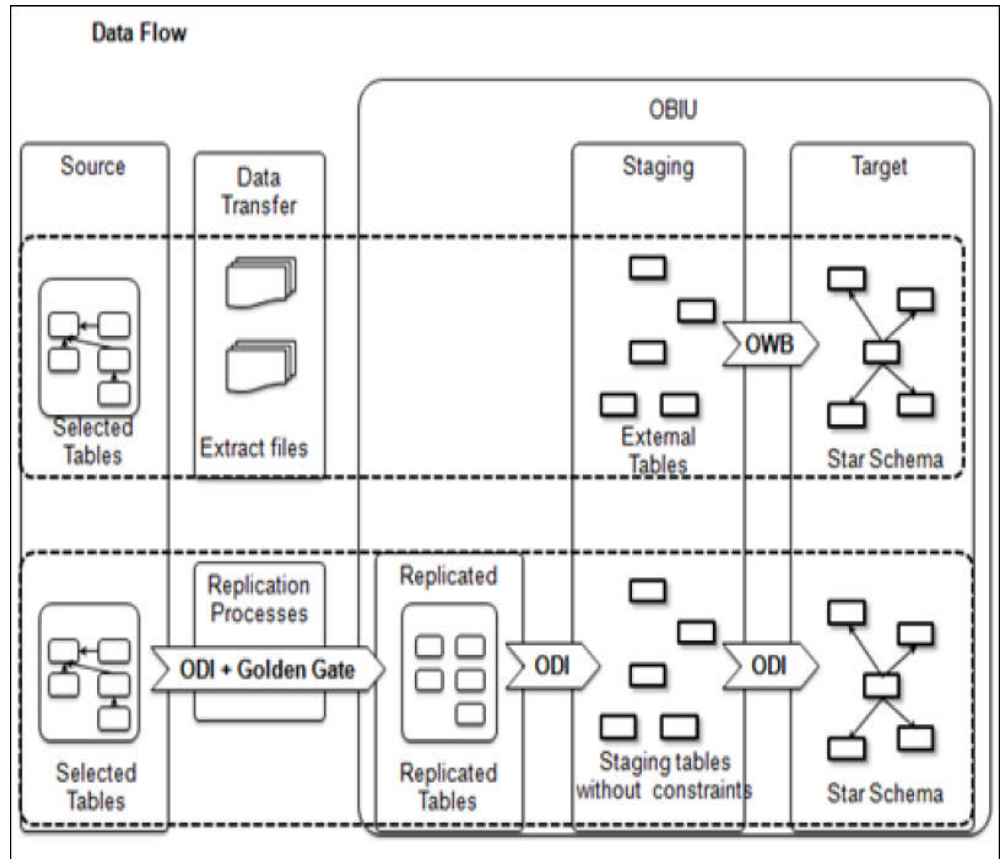 Data Flow
OBIU
Source
Data
Transfer
Staging
Target
OWB
Selected
Tables
Extract files
External
Tables
Star Schema
Replication
Processes
Replicated
ODI + Golden Gate
ODI
ODI
Selected
Tables
Replicated
Tables
Staging tables
without constraints
Star Schema